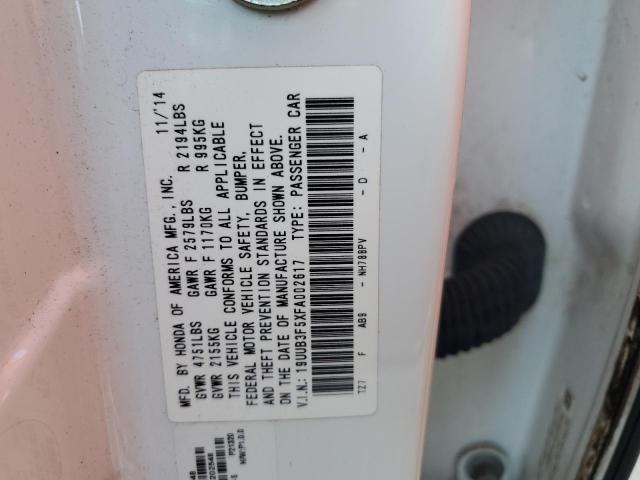 MFD. BY HONDA OF AMERICA MFG., INC. 11/'14
GVWR 4751LBS GAWR F 2579LBS R 2194LBS
GVWR 2155KG GAWR F 1170KG R 995KG
THIS VEHICLE CONFORMS TO ALL APPLICABLE
FEDERAL MOTOR VEHICLE SAFETY, BUMPER,
AND THEFT PREVENTION STANDARDS IN EFFECT
ON THE DATE OF MANUFACTURE SHOWN ABOVE.
V.I.N.: 19UUB3F5XFA002617 TYPE: PASSENGER CAR
TZ7 F AB9 - NH788PV - D - A
P21320